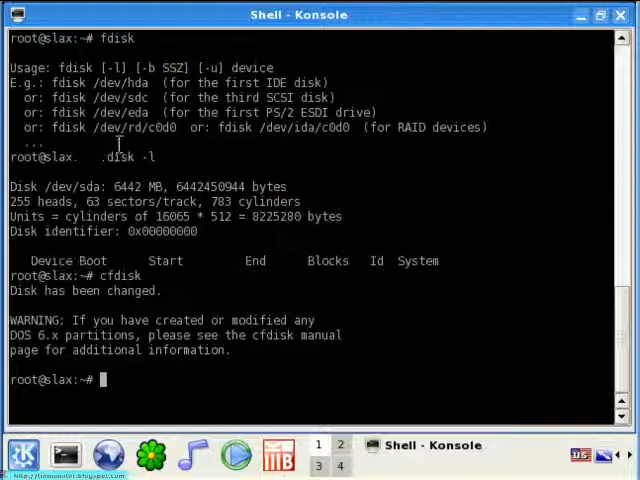 Shell - Konsole
root@slax:~# fdisk
Usage: fdisk [-l] [-b SSZ] [-u] device
E.g.: fdisk /dev/hda (for the first IDE disk)
or: fdisk /dev/sdc (for the third SCSI disk)
or: fdisk /dev/eda (for the first PS/2 ESDI drive)
or: fdisk /dev/rd/c0d0 or: fdisk /dev/ida/c0d0 (for RAID devices)
...
root@slax. .disk -l
Disk /dev/sda: 6442 MB, 6442450944 bytes
255 heads, 63 sectors/track, 783 cylinders
Units = cylinders of 16065 * 512 = 8225280 bytes
Disk identifier: 0x00000000
Device Boot Start End Blocks Id System
root@slax:~# cfdisk
Disk has been changed.
WARNING: If you have created or modified any
DOS 6.x partitions, please see the cfdisk manual
page for additional information.
root@slax:~#
1 2 Shell - Konsole
3 4
us
http://linmanator.blogspot.com